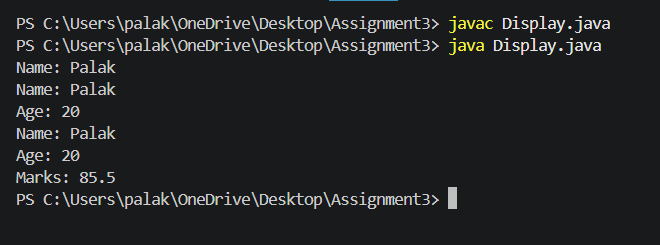 PS C:\Users\palak\OneDrive\Desktop\Assignment3> javac Display.java
PS C:\Users\palak\OneDrive\Desktop\Assignment3> java Display.java
Name: Palak
Name: Palak
Age: 20
Name: Palak
Age: 20
Marks: 85.5
PS C:\Users\palak\OneDrive\Desktop\Assignment3>